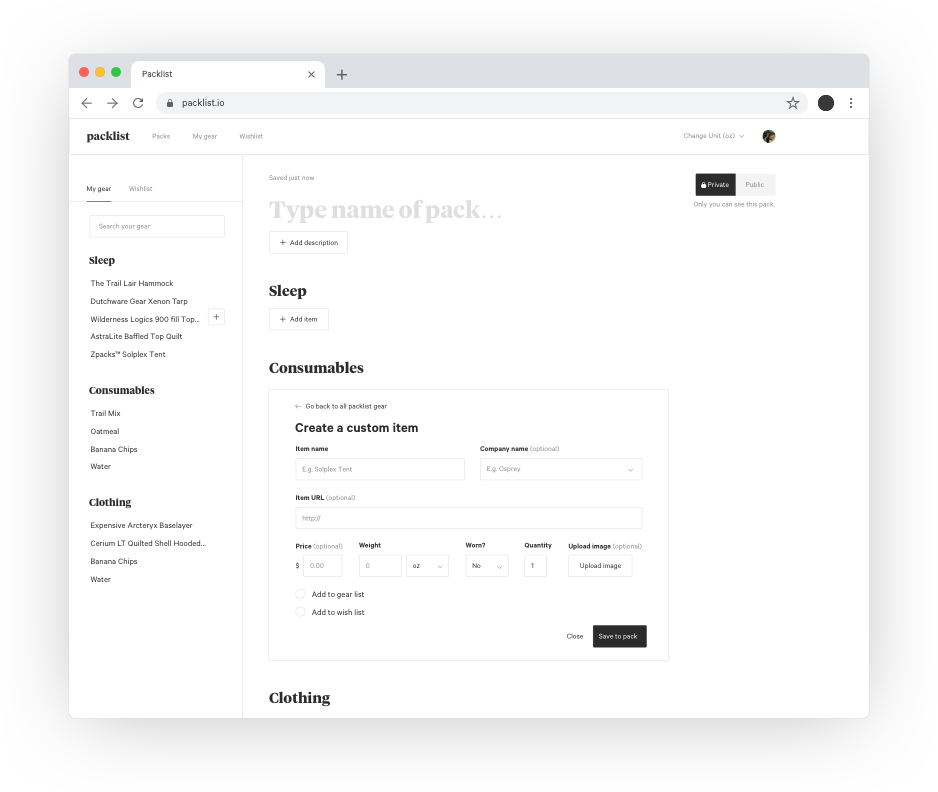 Packlist
packlist.io
packlist Packs My gear Wishlist Change Unit (oz)
My gear Wishlist
Search your gear
Sleep
The Trail Lair Hammock
Dutchware Gear Xenon Tarp
Wilderness Logics 900 fill Top...
AstraLite Baffled Top Quilt
Zpacks™ Solplex Tent
Consumables
Trail Mix
Oatmeal
Banana Chips
Water
Clothing
Expensive Arcteryx Baselayer
Cerium LT Quilted Shell Hooded...
Banana Chips
Water
Saved just now
Private Public
Only you can see this pack.
Type name of pack...
+ Add description
Sleep
+ Add item
Consumables
← Go back to all packlist gear
Create a custom item
Item name Company name (optional)
E.g. Solplex Tent E.g. Osprey
Item URL (optional)
http://
Price (optional) Weight Worn? Quantity Upload image (optional)
$ 0.00 0 oz No 1 Upload image
Add to gear list
Add to wish list
Close Save to pack
Clothing